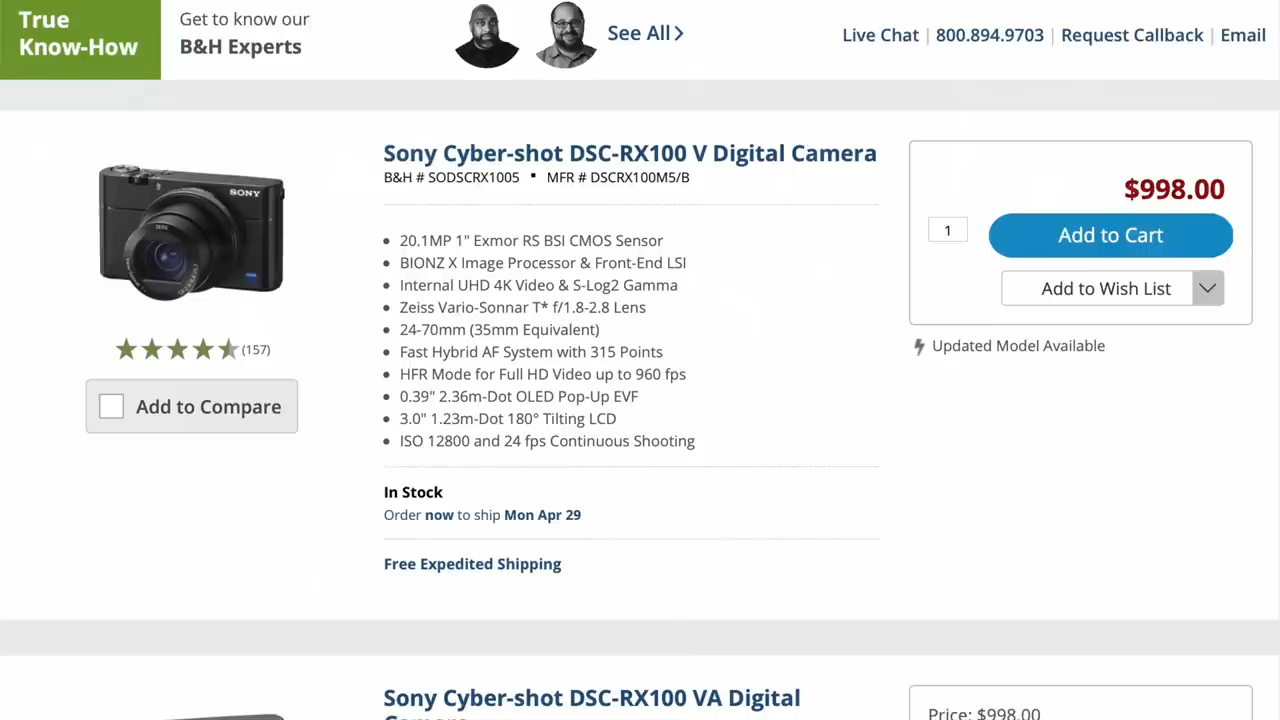 True
Know-How
Get to know our
B&H Experts
See All
Live Chat | 800.894.9703 | Request Callback | Email
SONY
ZEISS
Sony Cyber-shot DSC-RX100 V Digital Camera
B&H # SODSCRX1005 ▪ MFR # DSCRX100M5/B
$998.00
1
Add to Cart
Add to Wish List
Updated Model Available
• 20.1MP 1" Exmor RS BSI CMOS Sensor
• BIONZ X Image Processor & Front-End LSI
• Internal UHD 4K Video & S-Log2 Gamma
• Zeiss Vario-Sonnar T* f/1.8-2.8 Lens
• 24-70mm (35mm Equivalent)
• Fast Hybrid AF System with 315 Points
• HFR Mode for Full HD Video up to 960 fps
• 0.39" 2.36m-Dot OLED Pop-Up EVF
• 3.0" 1.23m-Dot 180° Tilting LCD
• ISO 12800 and 24 fps Continuous Shooting
(157)
Add to Compare
In Stock
Order now to ship Mon Apr 29
Free Expedited Shipping
Sony Cyber-shot DSC-RX100 VA Digital
Camera
Price: $998.00